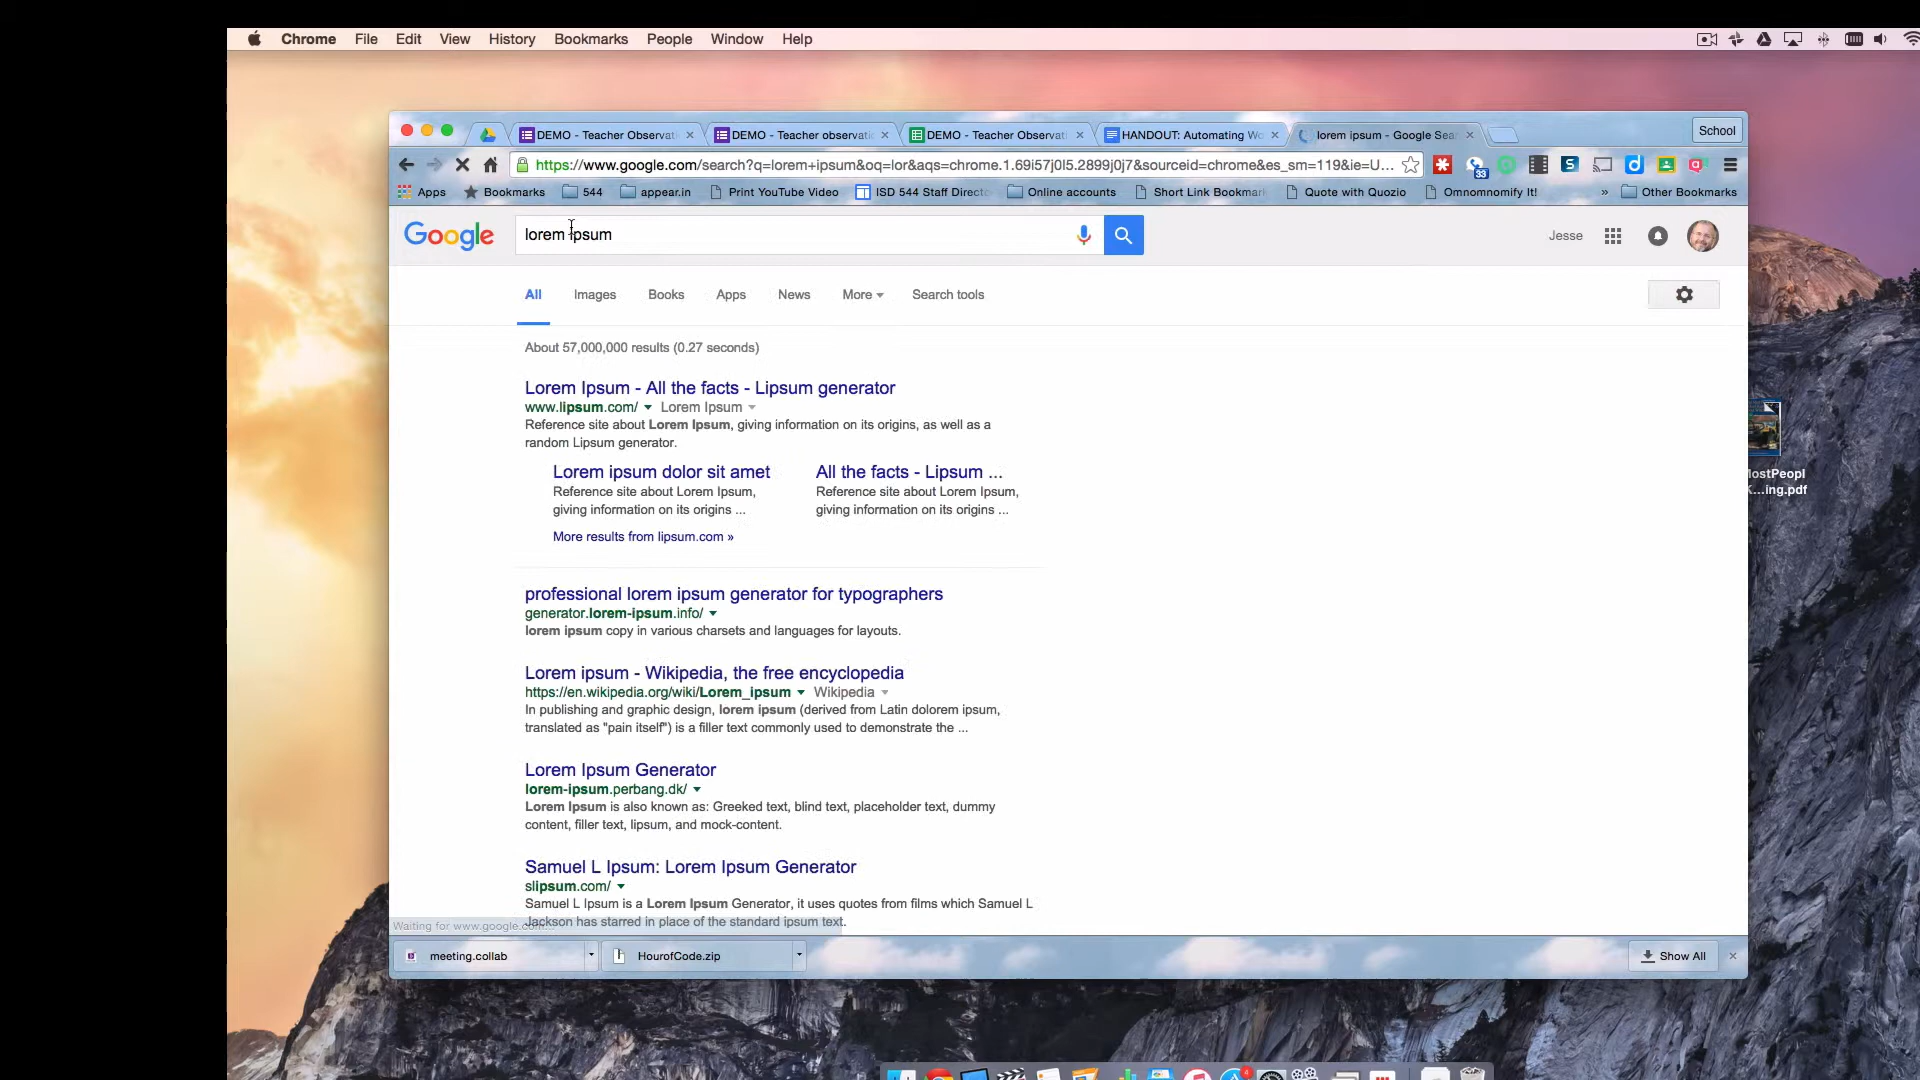 Chrome File Edit View History Bookmarks People Window Help
DEMO - Teacher Observati DEMO - Teacher observatio DEMO - Teacher Observat HANDOUT: Automating Wo lorem ipsum - Google Sea School
https://www.google.com/search?q=lorem+ipsum&oq=lor&aqs=chrome.1.69i57j0l5.2899j0j7&sourceid=chrome&es_sm=119&ie=U... 33
Apps Bookmarks 544 appear.in Print YouTube Video ISD 544 Staff Directo Online accounts Short Link Bookmar Quote with Quozio Omnomnomify It! » Other Bookmarks
Google lorem ipsum Jesse
All Images Books Apps News More Search tools
About 57,000,000 results (0.27 seconds)
Lorem Ipsum - All the facts - Lipsum generator
www.lipsum.com/ Lorem Ipsum
Reference site about Lorem Ipsum, giving information on its origins, as well as a
random Lipsum generator.
Lorem ipsum dolor sit amet
Reference site about Lorem Ipsum,
giving information on its origins ...
All the facts - Lipsum ...
Reference site about Lorem Ipsum,
giving information on its origins ...
More results from lipsum.com »
professional lorem ipsum generator for typographers
generator.lorem-ipsum.info/
lorem ipsum copy in various charsets and languages for layouts.
Lorem ipsum - Wikipedia, the free encyclopedia
https://en.wikipedia.org/wiki/Lorem_ipsum Wikipedia
In publishing and graphic design, lorem ipsum (derived from Latin dolorem ipsum,
translated as "pain itself") is a filler text commonly used to demonstrate the ...
Lorem Ipsum Generator
lorem-ipsum.perbang.dk/
Lorem Ipsum is also known as: Greeked text, blind text, placeholder text, dummy
content, filler text, lipsum, and mock-content.
Samuel L Ipsum: Lorem Ipsum Generator
slipsum.com/
Samuel L Ipsum is a Lorem Ipsum Generator, it uses quotes from films which Samuel L
Jackson has starred in place of the standard ipsum text.
Waiting for www.google.com...
meeting.collab HourofCode.zip Show All
ostPeopl
...ing.pdf